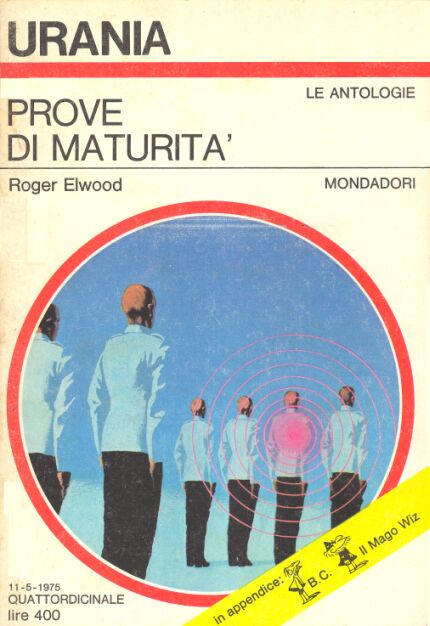 URANIA
LE ANTOLOGIE
PROVE
DI MATURITA'
Roger Elwood
MONDADORI
11-5-1975
QUATTORDICINALE
lire 400
in appendice: B.C. Il Mago Wiz